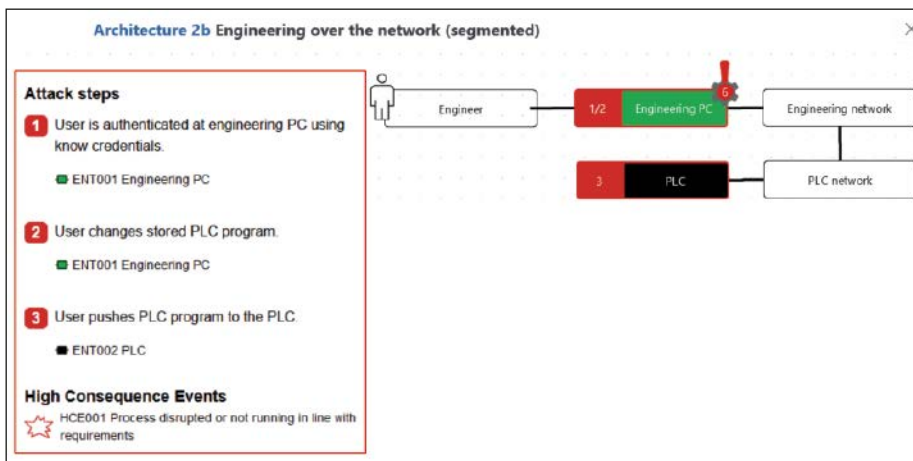 Architecture 2b Engineering over the network (segmented)
Attack steps
1 User is authenticated at engineering PC using
know credentials.
ENT001 Engineering PC
2 User changes stored PLC program.
ENT001 Engineering PC
3 User pushes PLC program to the PLC.
ENT002 PLC
High Consequence Events
HCE001 Process disrupted or not running in line with
requirements
Engineer
1/2 Engineering PC
6
Engineering network
3 PLC
PLC network